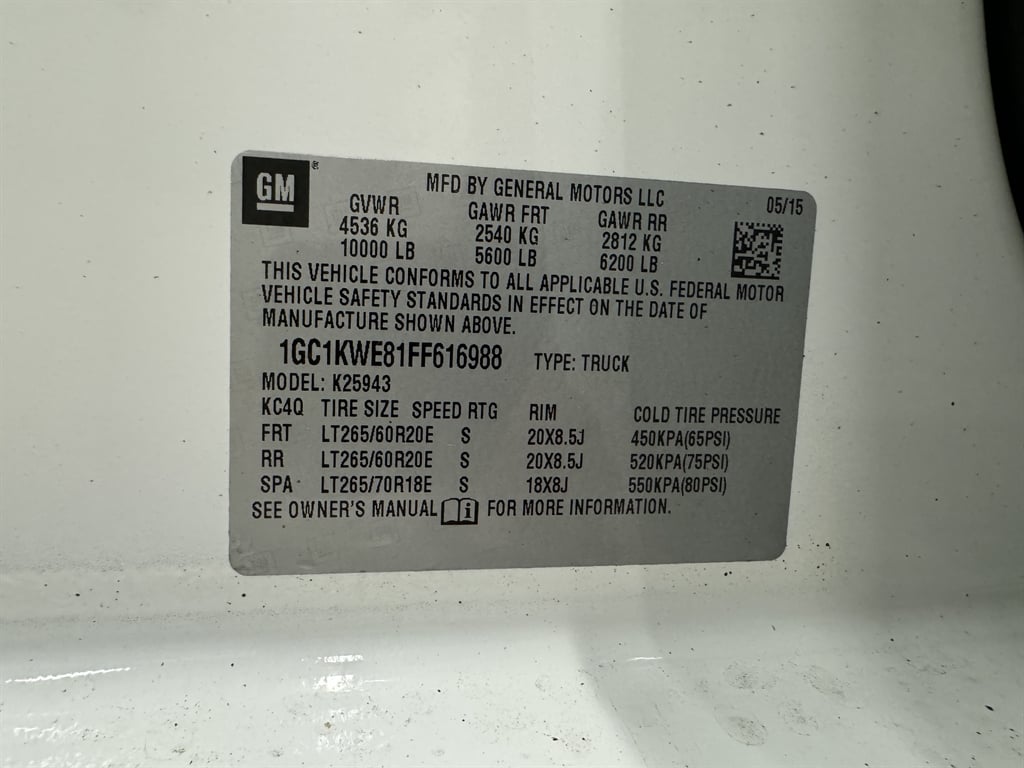 GM
MFD BY GENERAL MOTORS LLC 05/15
GVWR GAWR FRT GAWR RR
4536 KG 2540 KG 2812 KG
10000 LB 5600 LB 6200 LB
THIS VEHICLE CONFORMS TO ALL APPLICABLE U.S. FEDERAL MOTOR
VEHICLE SAFETY STANDARDS IN EFFECT ON THE DATE OF
MANUFACTURE SHOWN ABOVE.
1GC1KWE81FF616988 TYPE: TRUCK
MODEL: K25943
KC4Q TIRE SIZE SPEED RTG RIM COLD TIRE PRESSURE
FRT LT265/60R20E S 20X8.5J 450KPA(65PSI)
RR LT265/60R20E S 20X8.5J 520KPA(75PSI)
SPA LT265/70R18E S 18X8J 550KPA(80PSI)
SEE OWNER'S MANUAL i FOR MORE INFORMATION.